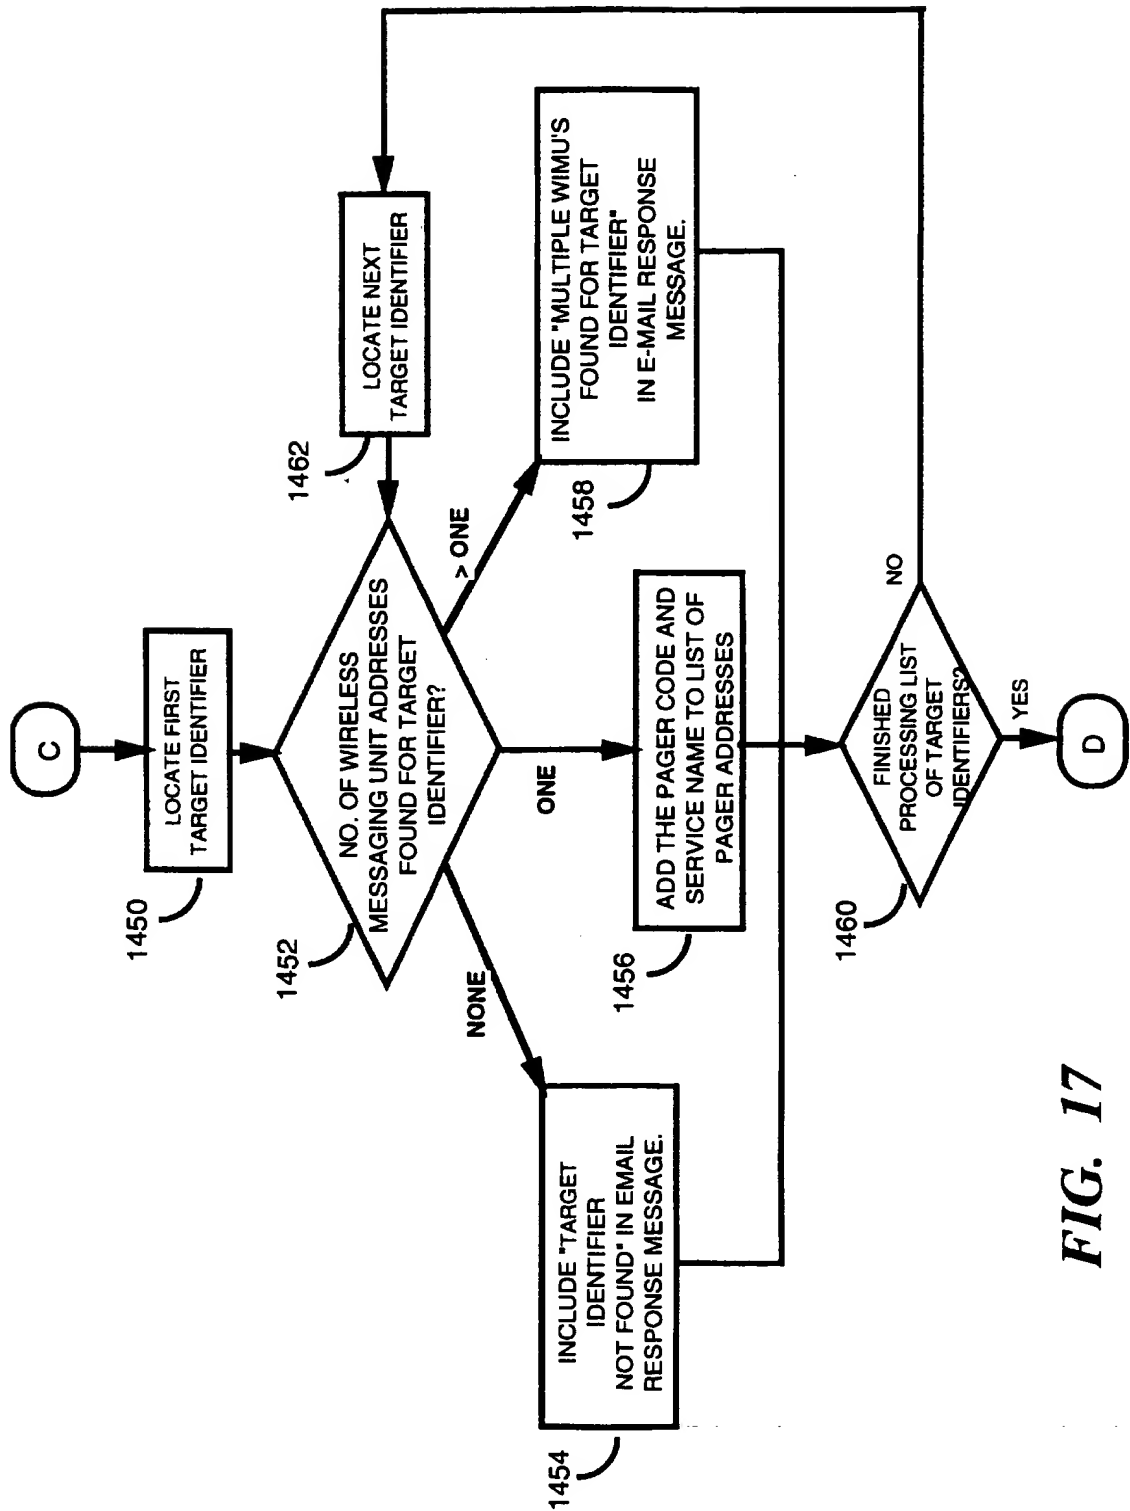 C
LOCATE FIRST
TARGET IDENTIFIER
1450
LOCATE NEXT
TARGET IDENTIFIER
1462
NO. OF WIRELESS
MESSAGING UNIT ADDRESSES
FOUND FOR TARGET
IDENTIFIER?
1452
NONE
ONE
> ONE
INCLUDE "TARGET
IDENTIFIER
NOT FOUND" IN EMAIL
RESPONSE MESSAGE.
1454
ADD THE PAGER CODE AND
SERVICE NAME TO LIST OF
PAGER ADDRESSES
1456
INCLUDE "MULTIPLE WIMU'S
FOUND FOR TARGET
IDENTIFIER"
IN E-MAIL RESPONSE
MESSAGE.
1458
FINISHED
PROCESSING LIST
OF TARGET
IDENTIFIERS?
1460
NO
YES
D
FIG. 17